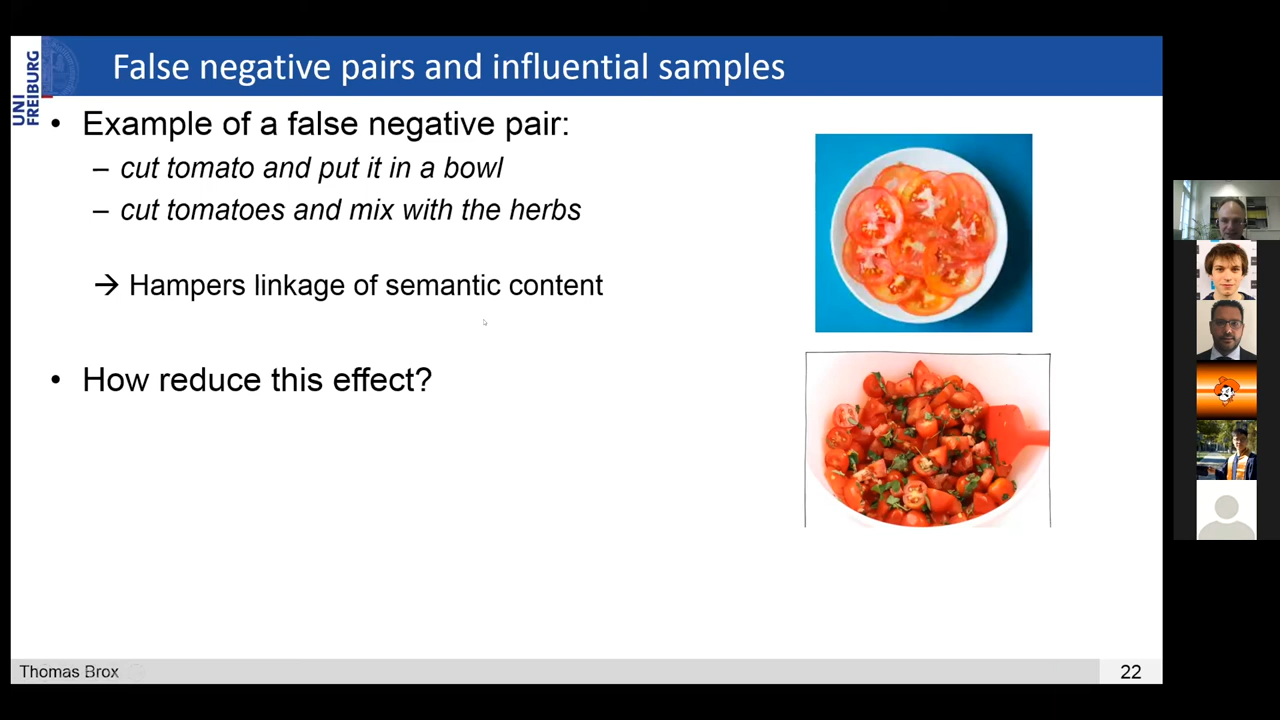 UNI
FREIBURG
False negative pairs and influential samples
• Example of a false negative pair:
– cut tomato and put it in a bowl
– cut tomatoes and mix with the herbs
→ Hampers linkage of semantic content
• How reduce this effect?
Thomas Brox
22